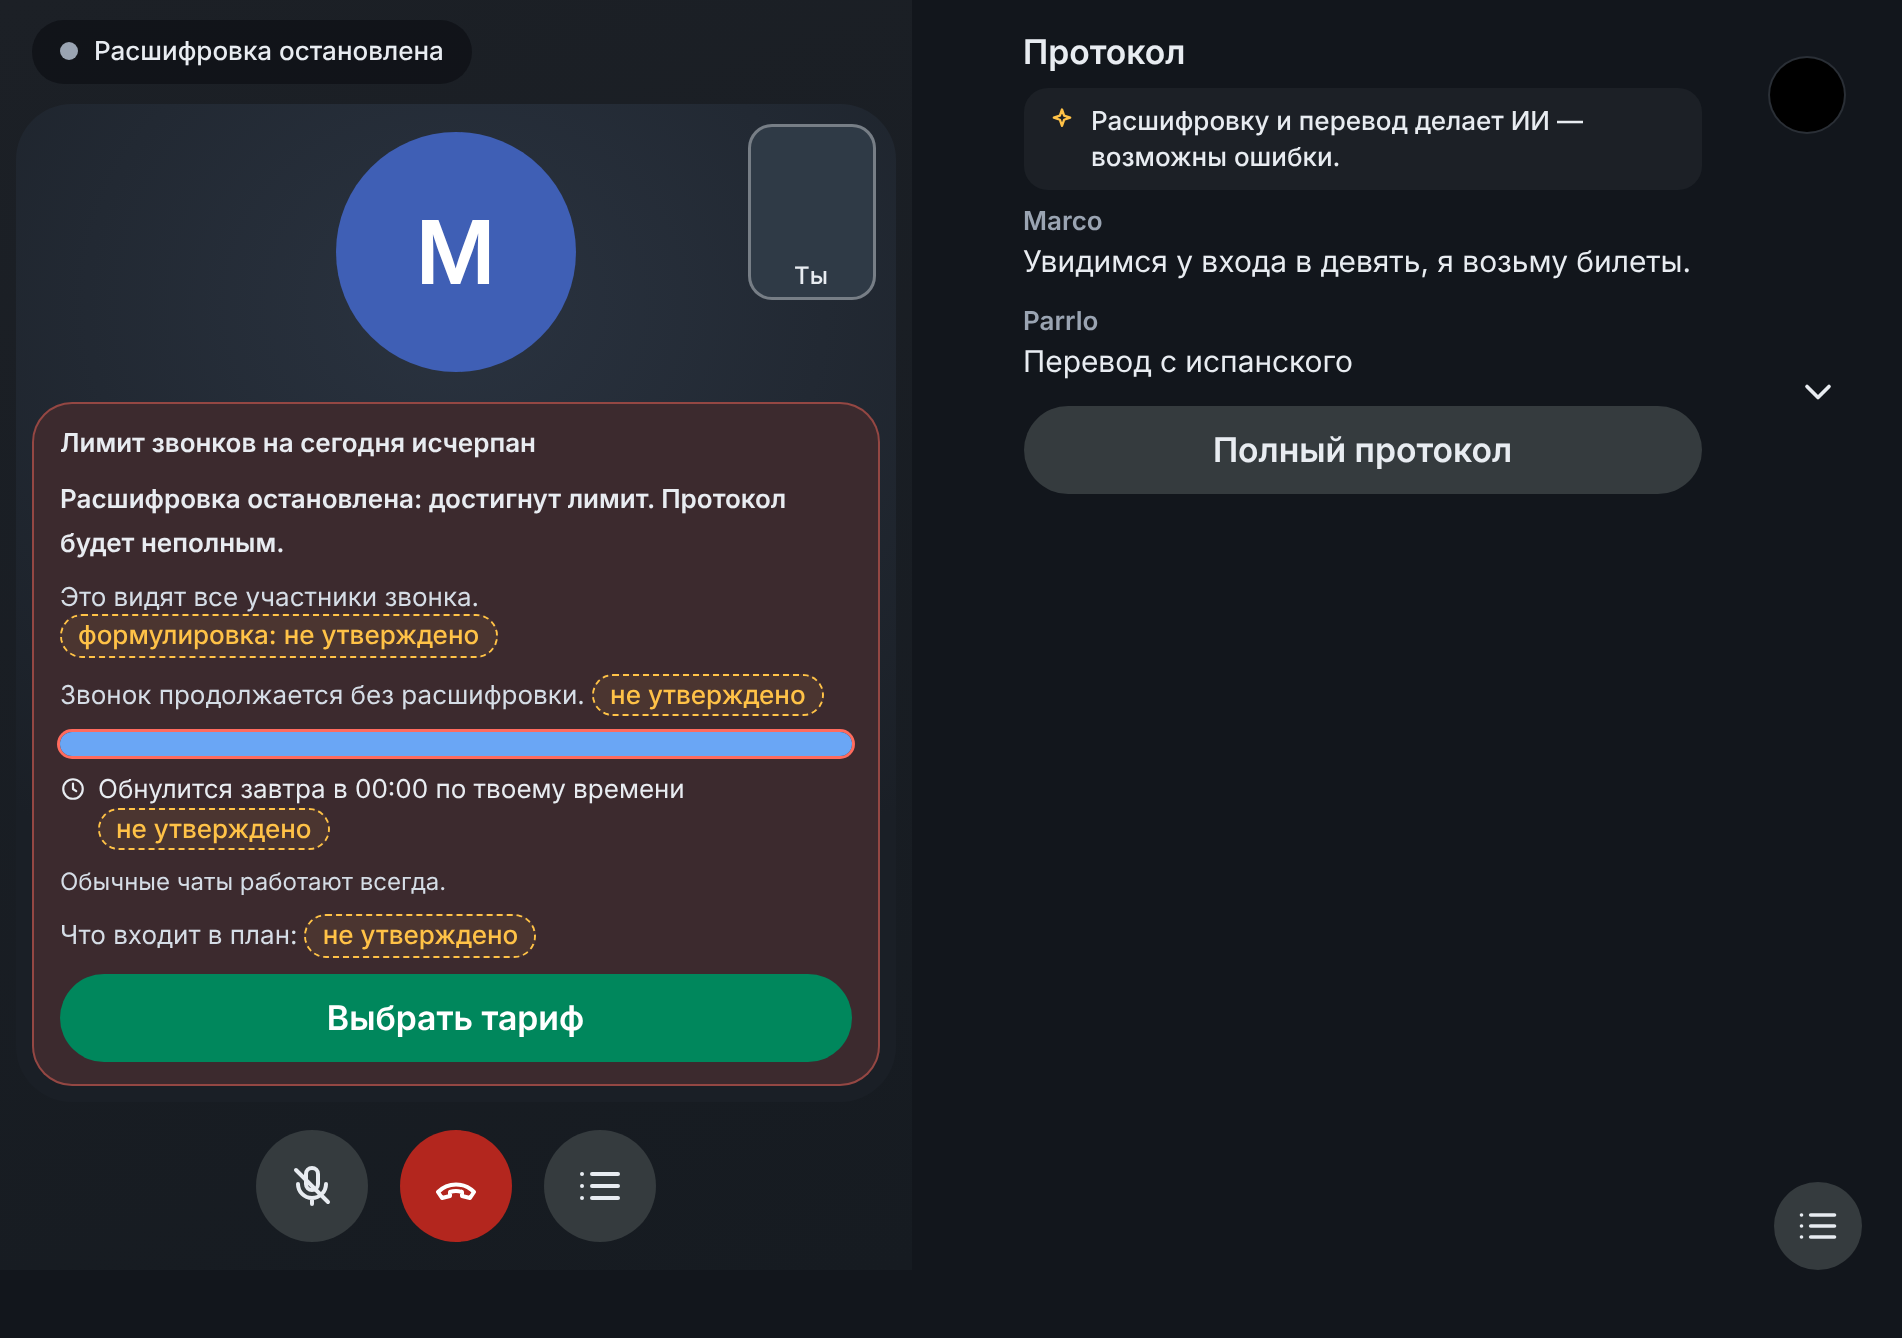 Расшифровка остановлена
M
Ты
Лимит звонков на сегодня исчерпан
Расшифровка остановлена: достигнут лимит. Протокол
будет неполным.
Это видят все участники звонка.
формулировка: не утверждено
Звонок продолжается без расшифровки. не утверждено
Обнулится завтра в 00:00 по твоему времени
не утверждено
Обычные чаты работают всегда.
Что входит в план: не утверждено
Выбрать тариф
Протокол
Расшифровку и перевод делает ИИ —
возможны ошибки.
Marco
Увидимся у входа в девять, я возьму билеты.
Parrlo
Перевод с испанского
Полный протокол